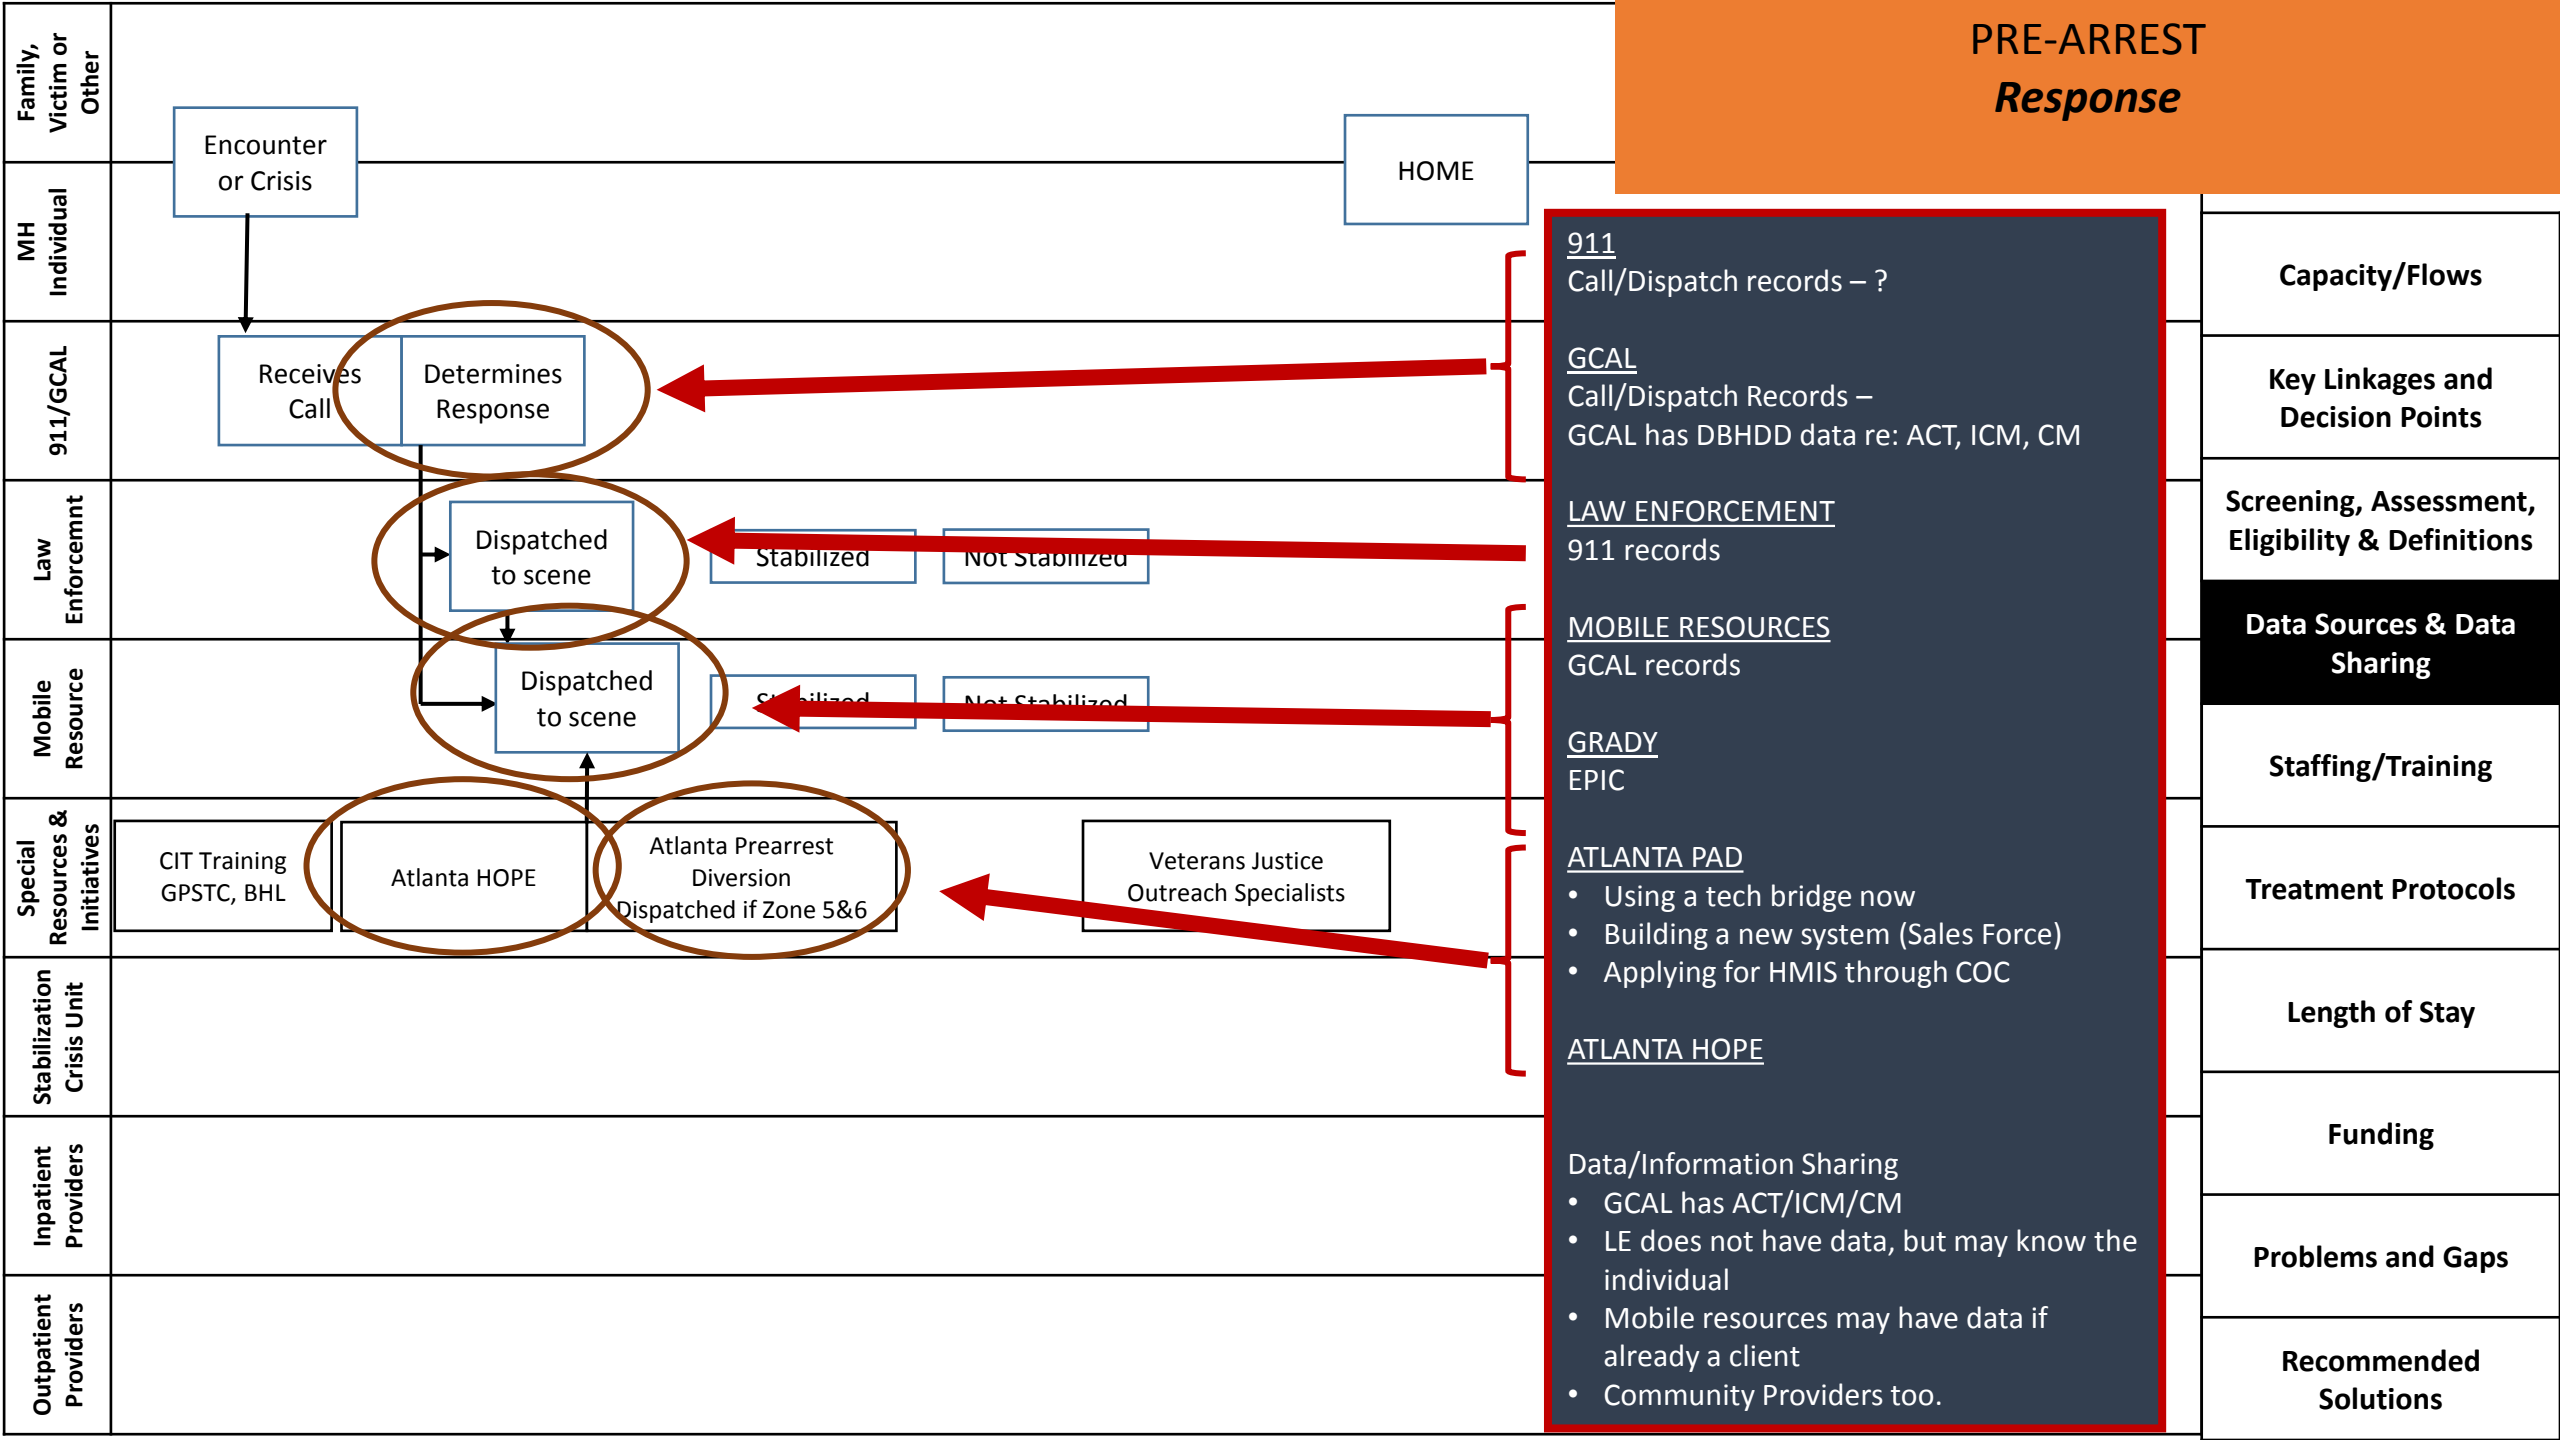 PRE-ARREST
Response
Family,
Victim or
Other
MH
Individual
911/GCAL
Law
Enforcemnt
Mobile
Resource
Special
Resources &
Initiatives
Stabilization
Crisis Unit
Inpatient
Providers
Outpatient
Providers
Encounter
or Crisis
HOME
Receives
Call
Determines
Response
Dispatched
to scene
Stabilized
Not Stabilized
Dispatched
to scene
Stabilized
Not Stabilized
CIT Training
GPSTC, BHL
Atlanta HOPE
Atlanta Prearrest
Diversion
Dispatched if Zone 5&6
Veterans Justice
Outreach Specialists
911
Call/Dispatch records – ?
GCAL
Call/Dispatch Records –
GCAL has DBHDD data re: ACT, ICM, CM
LAW ENFORCEMENT
911 records
MOBILE RESOURCES
GCAL records
GRADY
EPIC
ATLANTA PAD
• Using a tech bridge now
• Building a new system (Sales Force)
• Applying for HMIS through COC
ATLANTA HOPE
Data/Information Sharing
• GCAL has ACT/ICM/CM
• LE does not have data, but may know the
individual
• Mobile resources may have data if
already a client
• Community Providers too.
Capacity/Flows
Key Linkages and
Decision Points
Screening, Assessment,
Eligibility & Definitions
Data Sources & Data
Sharing
Staffing/Training
Treatment Protocols
Length of Stay
Funding
Problems and Gaps
Recommended
Solutions